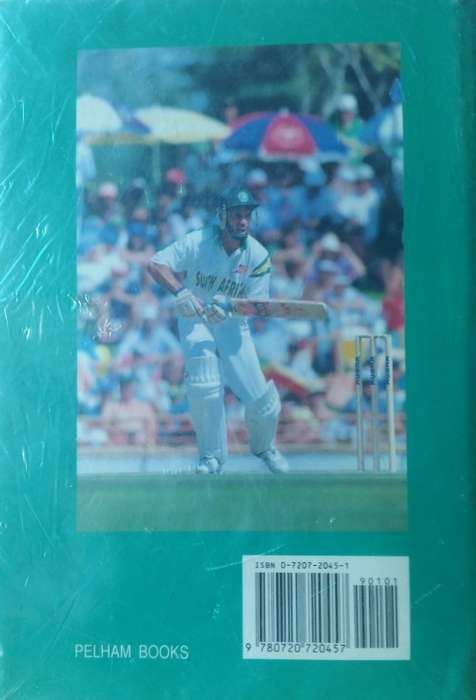 SOUTH AFRICA
ISBN 0-7207-2045-1
90101
9 780720 720457
PELHAM BOOKS